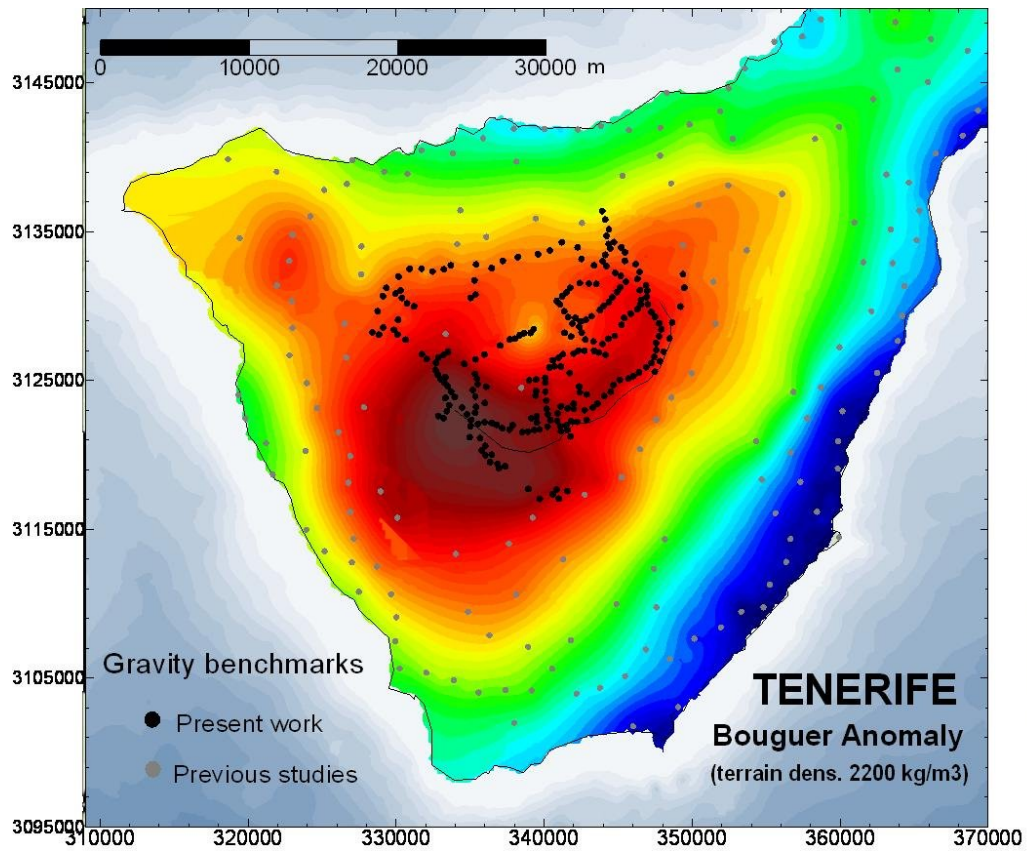 0 10000 20000 30000 m
3145000
3135000
3125000
3115000
3105000
3095000
Gravity benchmarks
Present work
Previous studies
TENERIFE
Bouguer Anomaly
(terrain dens. 2200 kg/m3)
310000 320000 330000 340000 350000 360000 370000